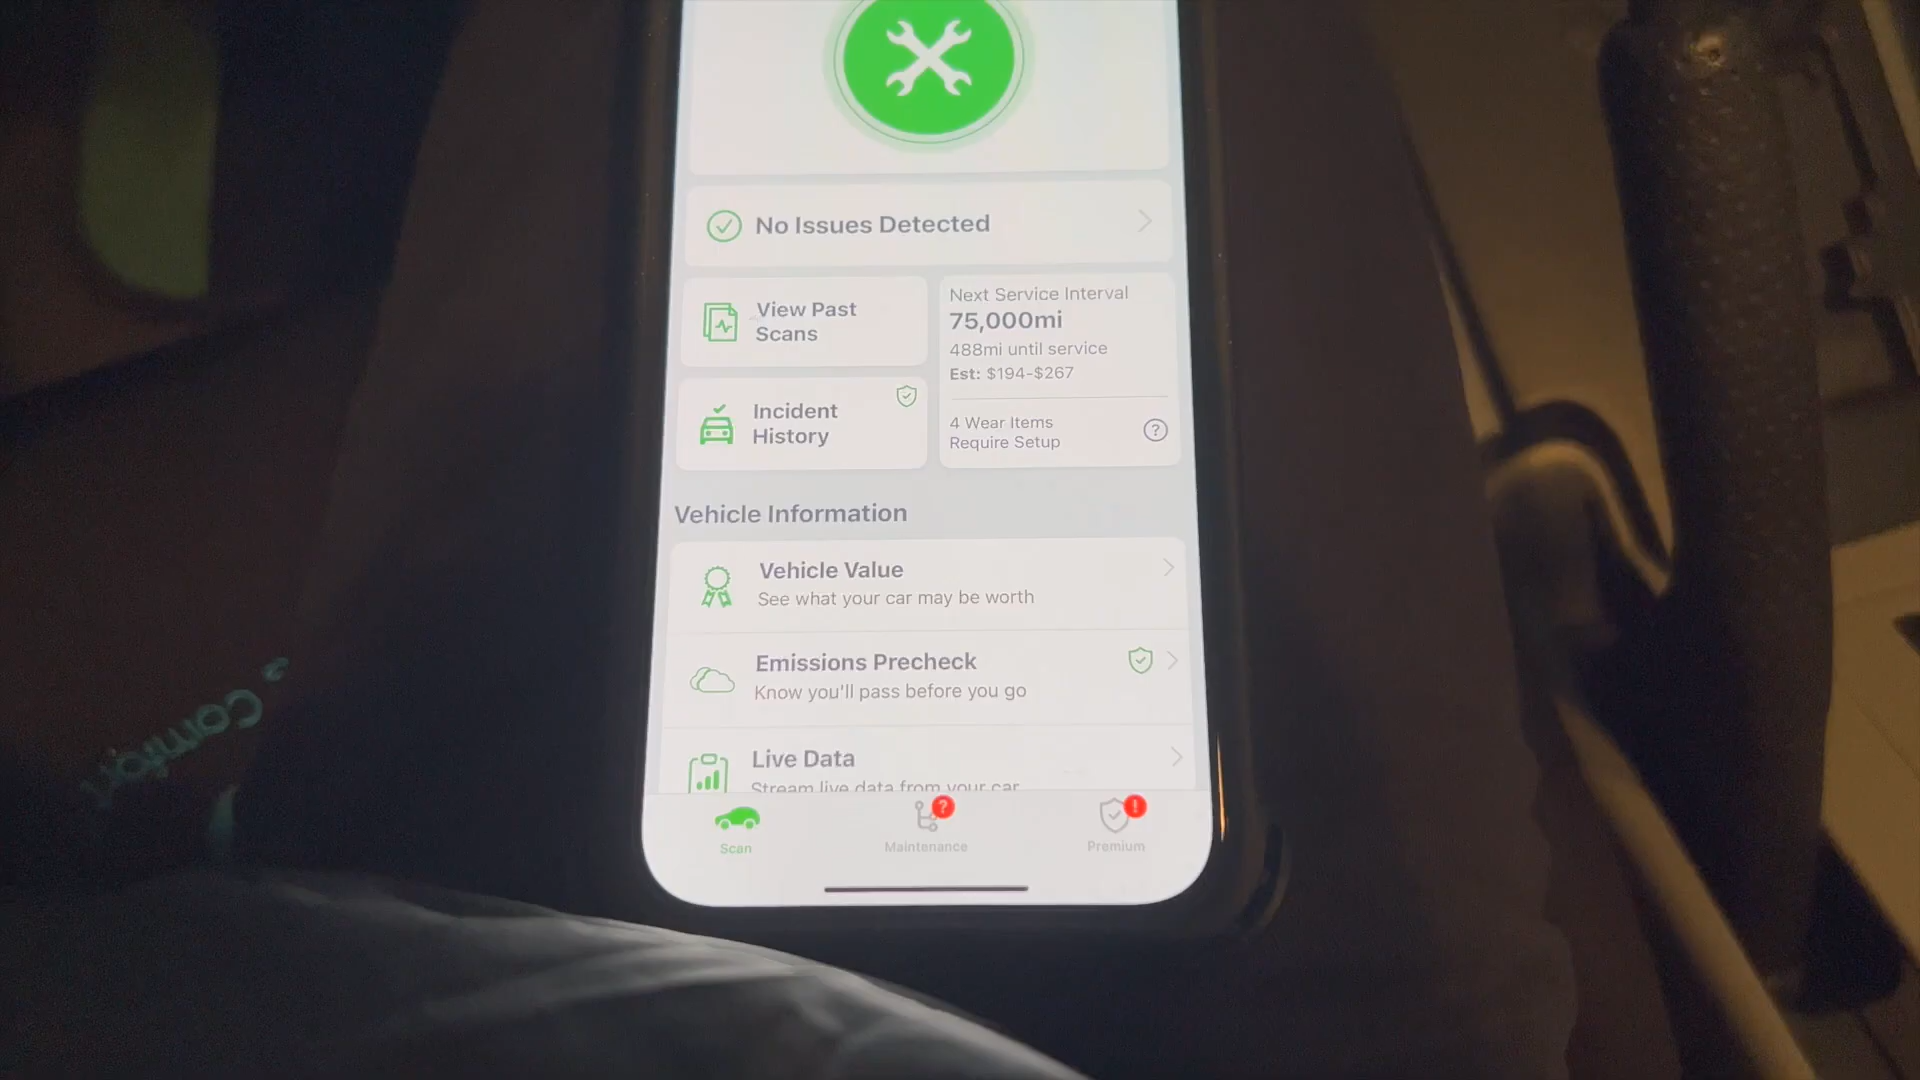 No Issues Detected
View Past
Scans
Next Service Interval
75,000mi
488mi until service
Est: $194-$267
Incident
History
4 Wear Items
Require Setup
?
Vehicle Information
Vehicle Value
See what your car may be worth
Emissions Precheck
Know you'll pass before you go
Live Data
Stream live data from your car
?
!
Scan
Maintenance
Premium